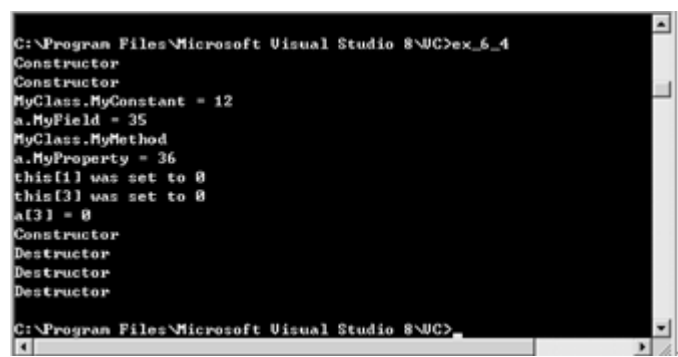 C:\Program Files\Microsoft Visual Studio 8\VC>ex_6_4
Constructor
Constructor
MyClass.MyConstant = 12
a.MyField = 35
MyClass.MyMethod
a.MyProperty = 36
this[1] was set to 0
this[3] was set to 0
a[3] = 0
Constructor
Destructor
Destructor
Destructor
C:\Program Files\Microsoft Visual Studio 8\VC>_